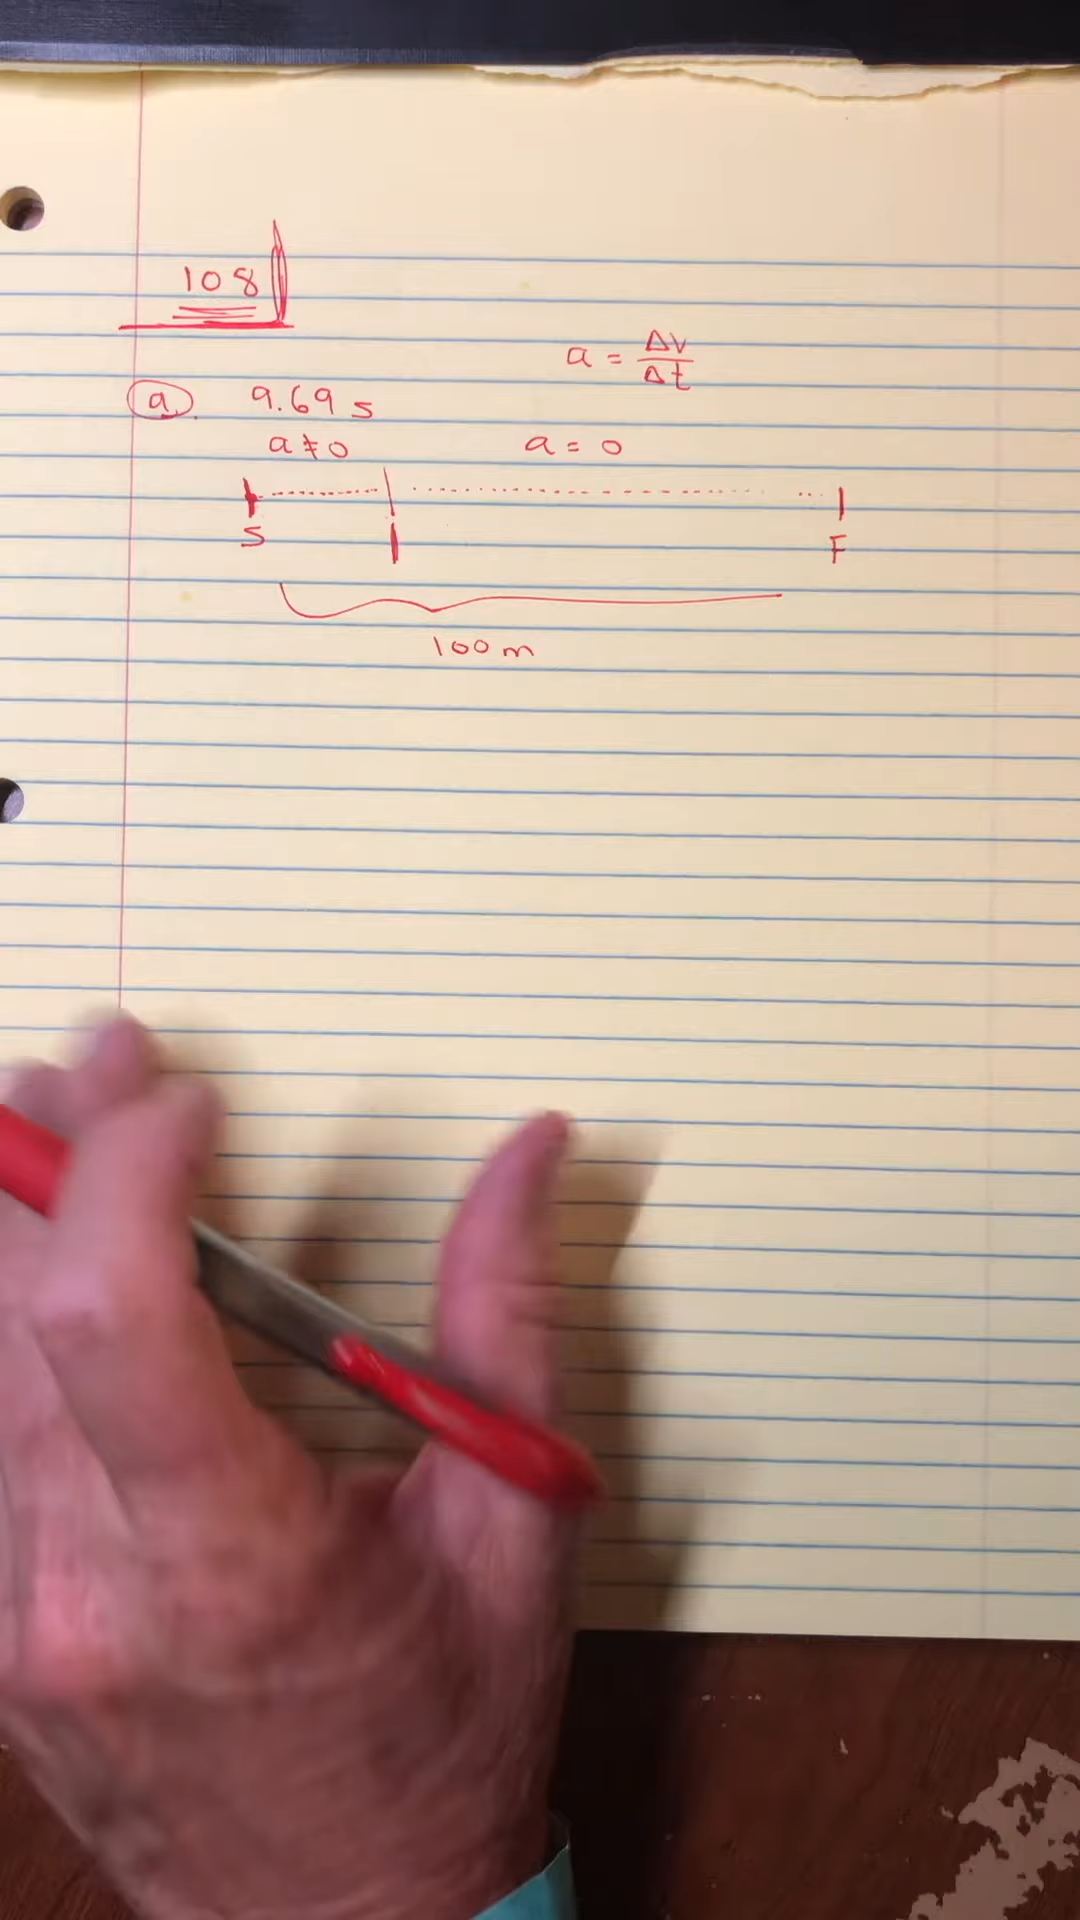 108
a = Δv/Δt
a. 9.69 s
a ≠ 0 a = 0
S F
100 m